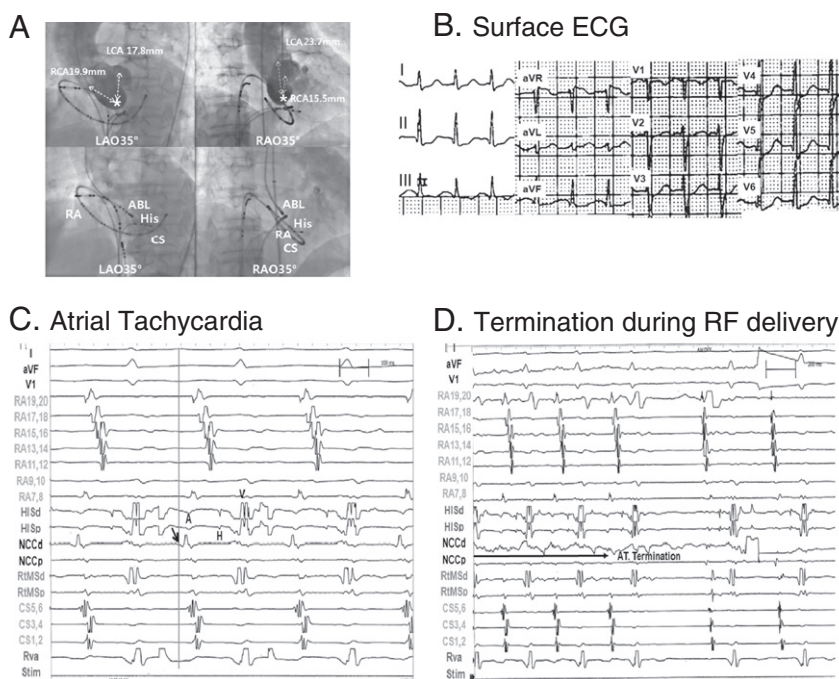 A
LCA 17.8mm
RCA19.9mm
LAO35°
LCA23.7mm
RCA15.5mm
RAO35°
RA
ABL
His
CS
LAO35°
ABL
His
RA
CS
RAO35°
B. Surface ECG
I
II
III
aVR
aVL
aVF
V1
V2
V3
V4
V5
V6
C. Atrial Tachycardia
I
aVF
V1
RA19,20
RA17,18
RA15,16
RA13,14
RA11,12
RA9,10
RA7,8
HISd
HISp
NCCd
NCCp
RtMSd
RtMSp
CS5,6
CS3,4
CS1,2
Rva
Stim
V
A
H
D. Termination during RF delivery
I
aVF
V1
RA19,20
RA17,18
RA15,16
RA13,14
RA11,12
RA9,10
RA7,8
HISd
HISp
NCCd
NCCp
AT. Termination
RtMSd
RtMSp
CS5,6
CS3,4
CS1,2
Rva
Stim